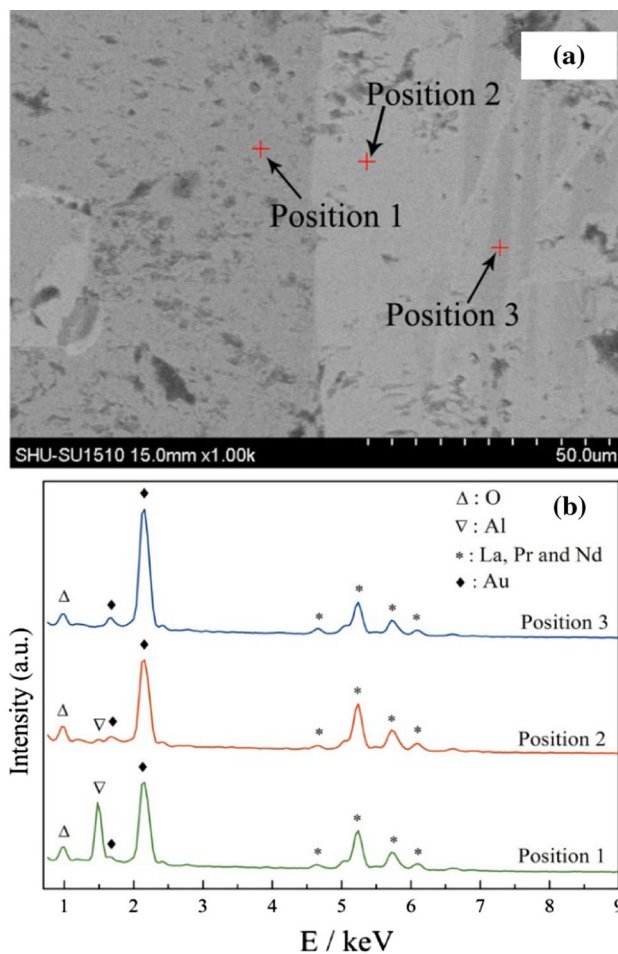 (a)
Position 2
Position 1
Position 3
SHU-SU1510 15.0mm x1.00k 50.0um
(b)
Δ : O
∇ : Al
* : La, Pr and Nd
♦ : Au
Δ
♦
♦
*
*
*
*
Position 3
Δ
∇
♦
♦
*
*
*
*
Position 2
Δ
∇
♦
♦
*
*
*
*
Position 1
Intensity (a.u.)
1 2 3 4 5 6 7 8 9
E / keV